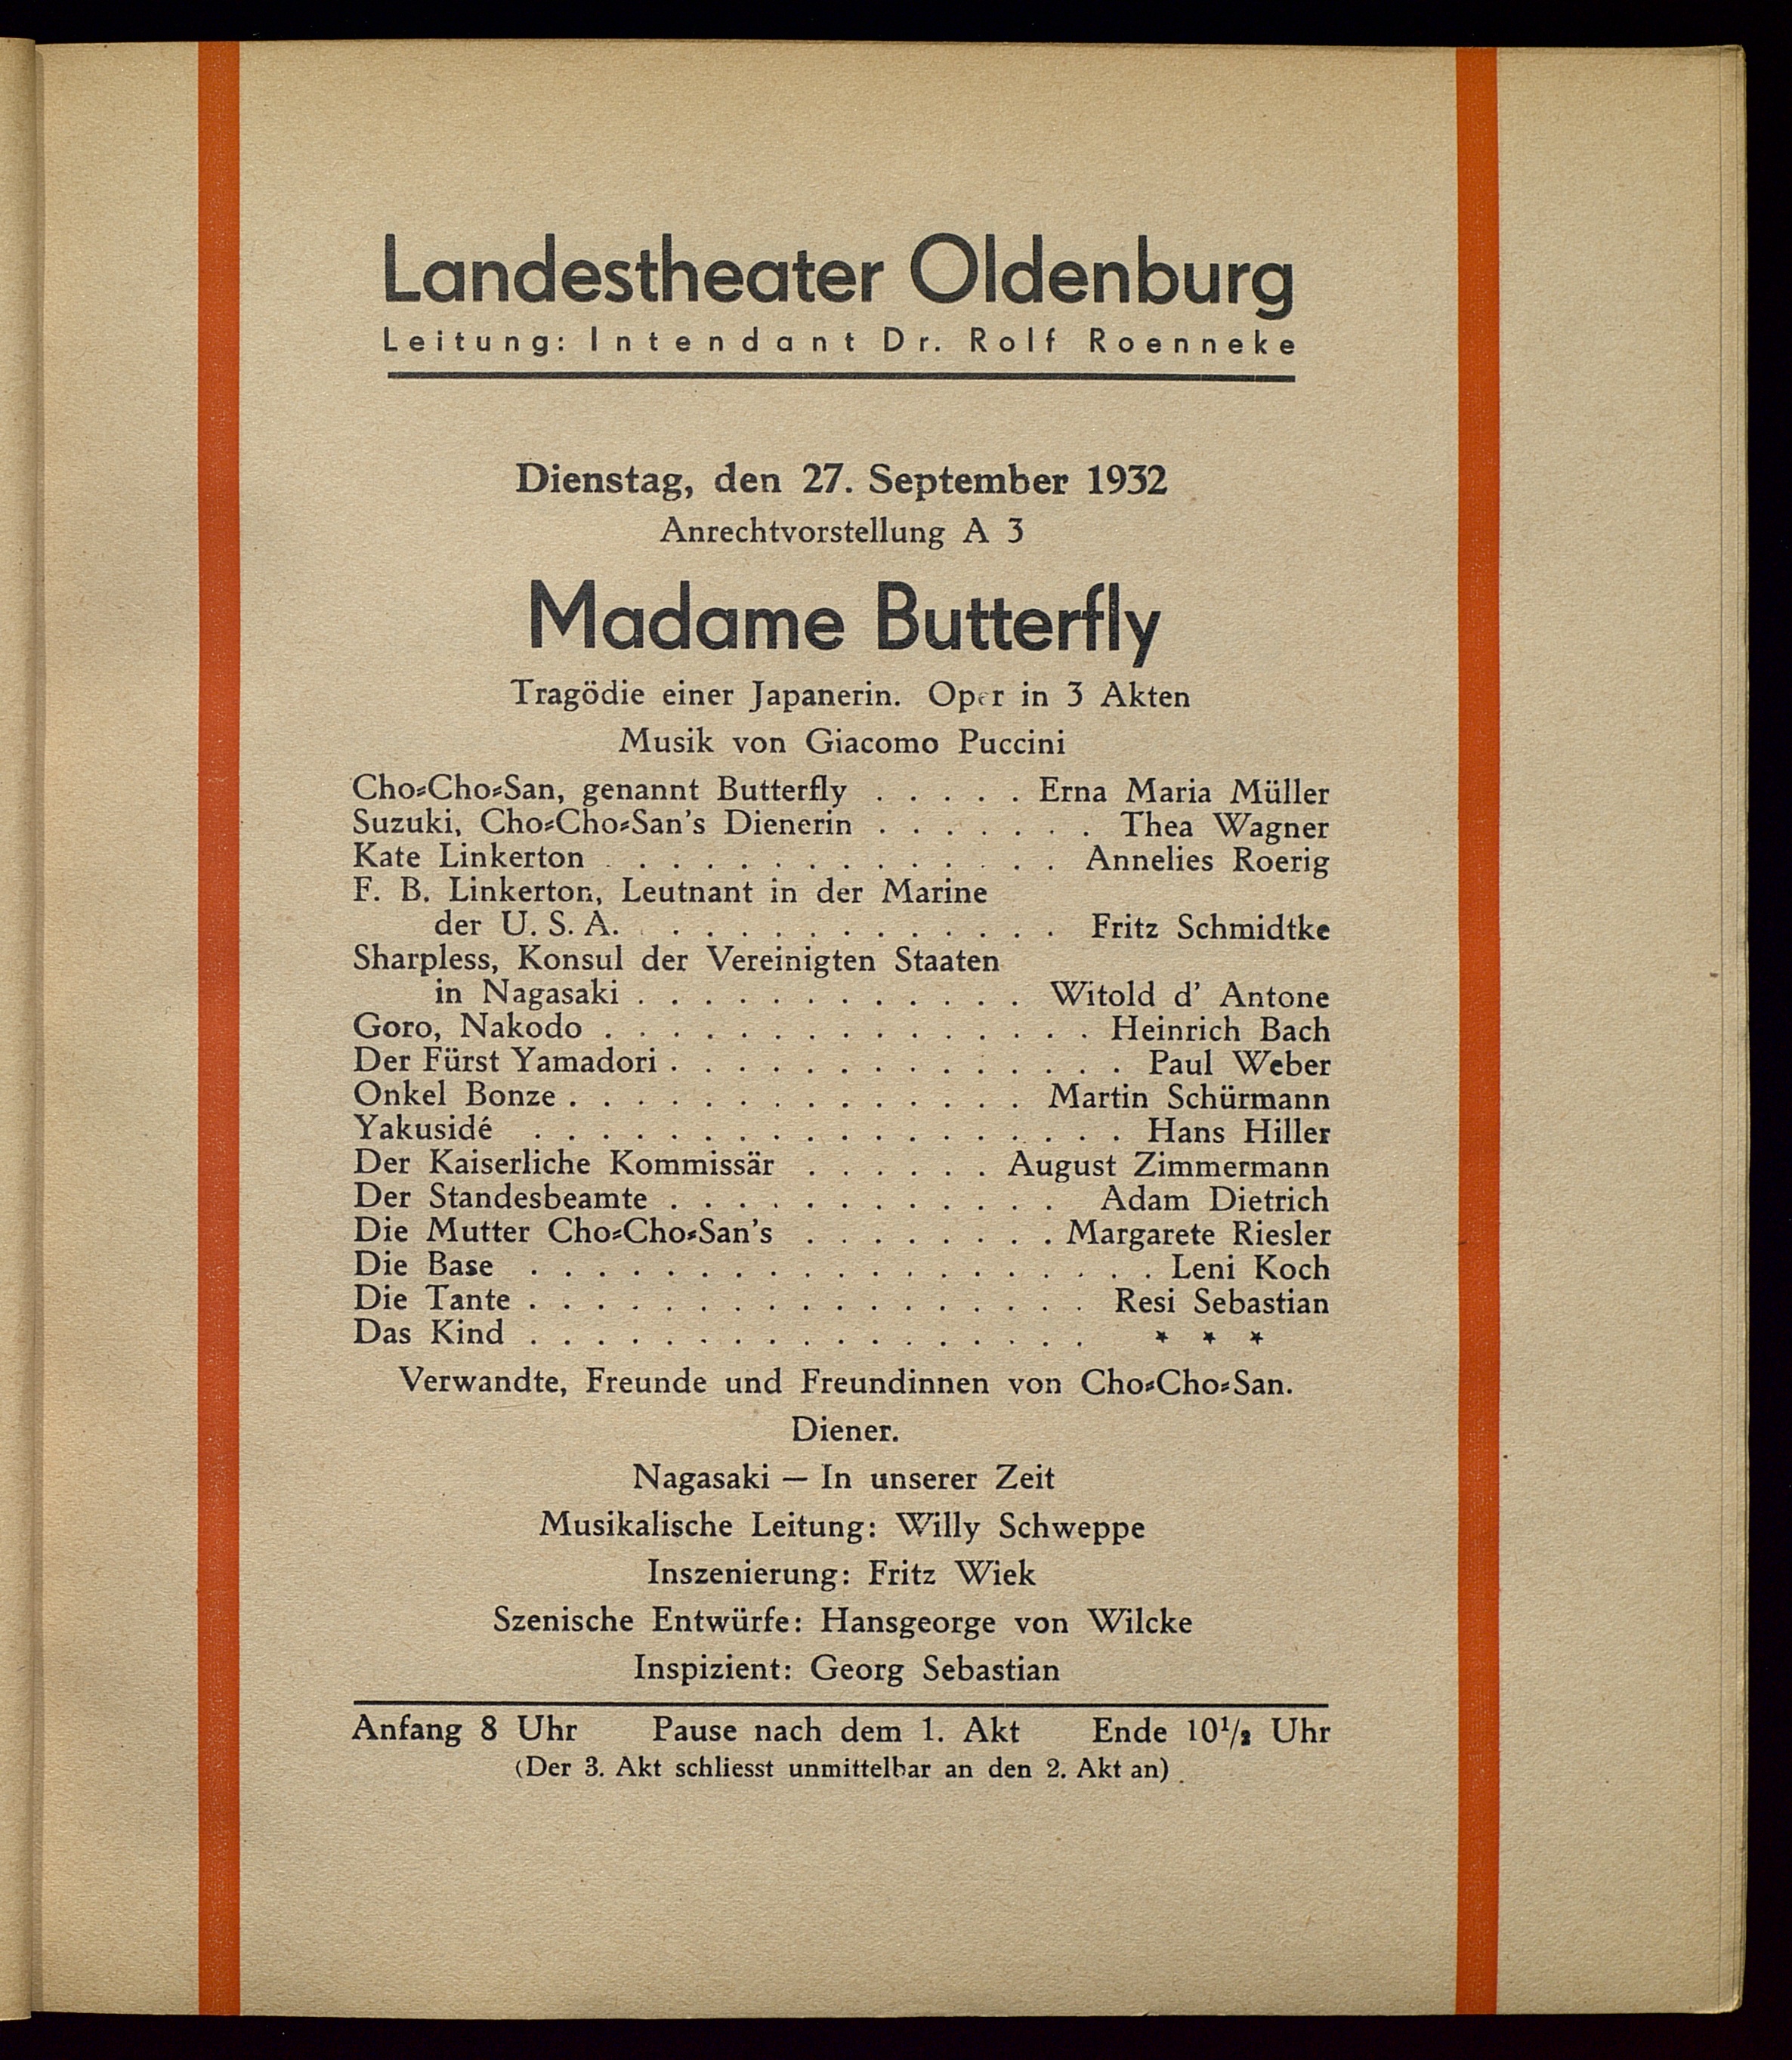 Landestheater Oldenburg
Leitung: Intendant Dr. Rolf Roenneke
Dienstag, den 27. September 1932
Anrechtvorstellung A 3
Madame Butterfly
Tragödie einer Japanerin. Oper in 3 Akten
Musik von Giacomo Puccini
Cho-Cho-San, genannt Butterfly . . . . . Erna Maria Müller
Suzuki, Cho-Cho-San's Dienerin . . . . . . . Thea Wagner
Kate Linkerton . . . . . . . . . . . . . . Annelies Roerig
F. B. Linkerton, Leutnant in der Marine
der U. S. A. . . . . . . . . . . . . . Fritz Schmidtke
Sharpless, Konsul der Vereinigten Staaten
in Nagasaki . . . . . . . . . . . . Witold d' Antone
Goro, Nakodo . . . . . . . . . . . . . . . Heinrich Bach
Der Fürst Yamadori . . . . . . . . . . . . . . Paul Weber
Onkel Bonze . . . . . . . . . . . . . . Martin Schürmann
Yakusidé . . . . . . . . . . . . . . . . . . Hans Hiller
Der Kaiserliche Kommissär . . . . . . August Zimmermann
Der Standesbeamte . . . . . . . . . . . . Adam Dietrich
Die Mutter Cho-Cho-San's . . . . . . . . Margarete Riesler
Die Base . . . . . . . . . . . . . . . . . . . Leni Koch
Die Tante . . . . . . . . . . . . . . . . . Resi Sebastian
Das Kind . . . . . . . . . . . . . . . . . * * *
Verwandte, Freunde und Freundinnen von Cho-Cho-San.
Diener.
Nagasaki — In unserer Zeit
Musikalische Leitung: Willy Schweppe
Inszenierung: Fritz Wiek
Szenische Entwürfe: Hansgeorge von Wilcke
Inspizient: Georg Sebastian
Anfang 8 Uhr Pause nach dem 1. Akt Ende 10½ Uhr
(Der 3. Akt schliesst unmittelbar an den 2. Akt an)